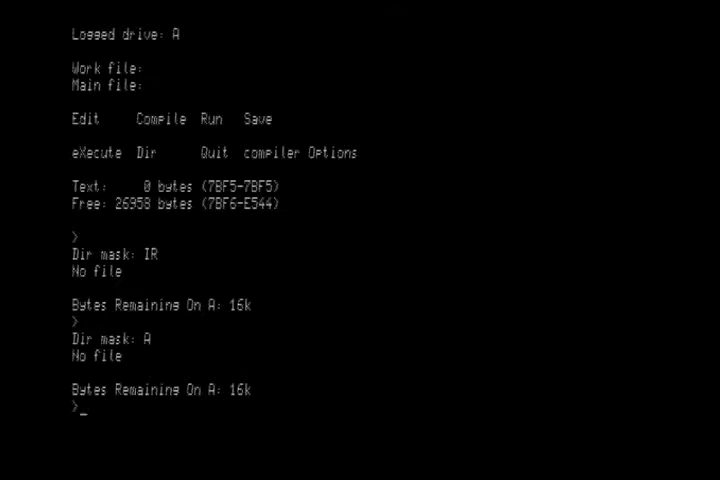 Logged drive: A
Work file:
Main file:
Edit Compile Run Save
eXecute Dir Quit compiler Options
Text: 0 bytes (7BF5-7BF5)
Free: 26958 bytes (7BF6-E544)
>
Dir mask: IR
No file
Bytes Remaining On A: 16k
>
Dir mask: A
No file
Bytes Remaining On A: 16k
>_